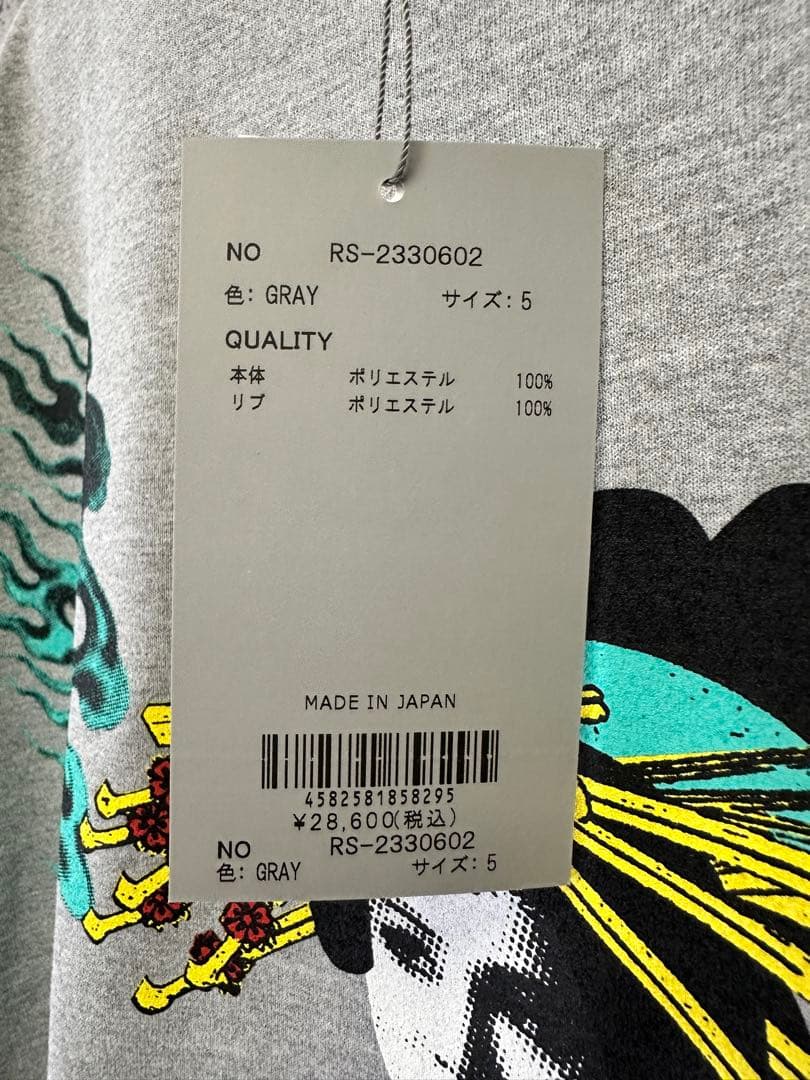 NO RS-2330602
色: GRAY サイズ: 5
QUALITY
本体 ポリエステル 100%
リブ ポリエステル 100%
MADE IN JAPAN
4582581858295
¥28,600(税込)
NO RS-2330602
色: GRAY サイズ: 5